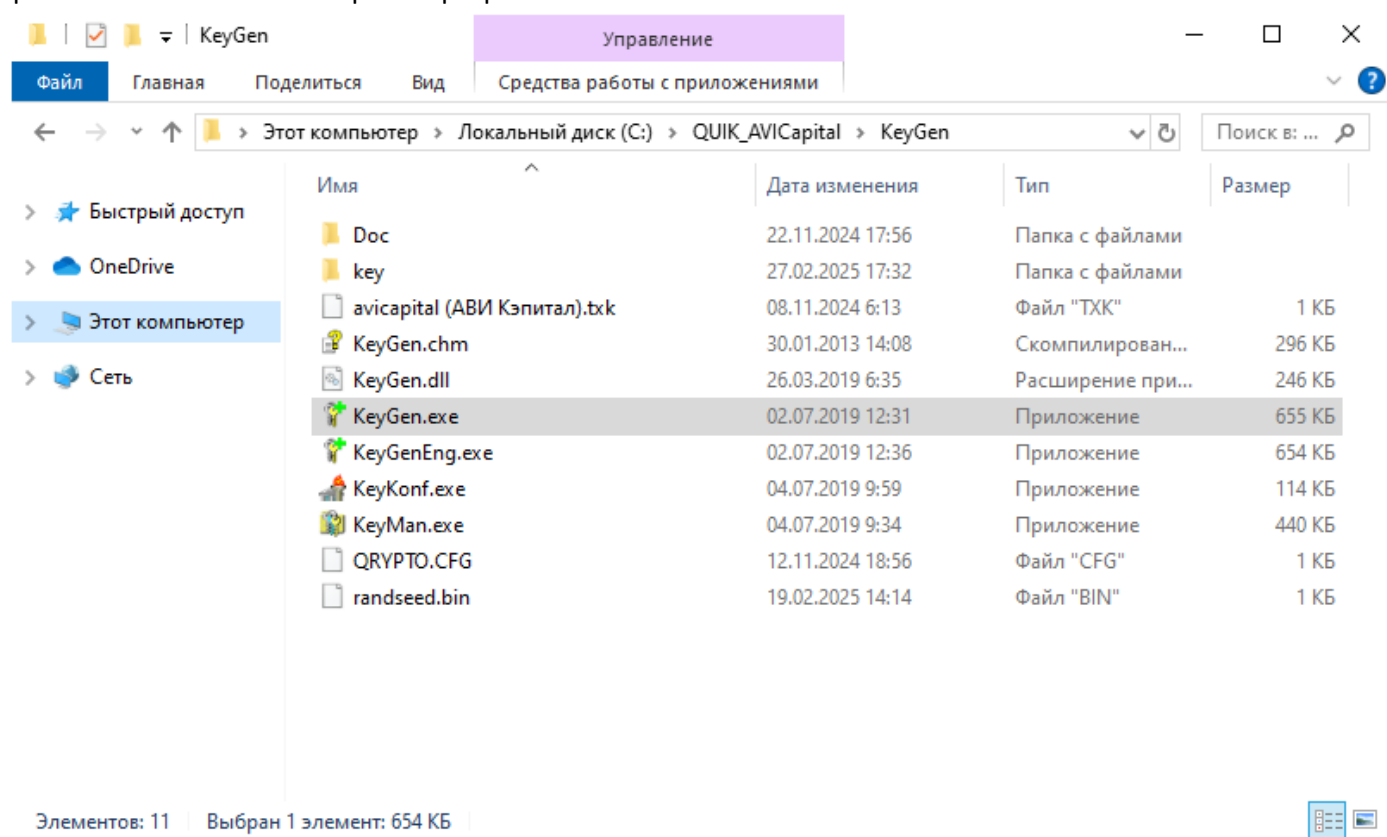 KeyGen
Управление
Файл Главная Поделиться Вид Средства работы с приложениями
Этот компьютер Локальный диск (C:) QUIK_AVICapital KeyGen Поиск в: ...
Имя Дата изменения Тип Размер
Быстрый доступ
OneDrive
Этот компьютер
Сеть
Doc 22.11.2024 17:56 Папка с файлами
key 27.02.2025 17:32 Папка с файлами
avicapital (АВИ Кэпитал).txk 08.11.2024 6:13 Файл "TXK" 1 КБ
KeyGen.chm 30.01.2013 14:08 Скомпилирован... 296 КБ
KeyGen.dll 26.03.2019 6:35 Расширение при... 246 КБ
KeyGen.exe 02.07.2019 12:31 Приложение 655 КБ
KeyGenEng.exe 02.07.2019 12:36 Приложение 654 КБ
KeyKonf.exe 04.07.2019 9:59 Приложение 114 КБ
KeyMan.exe 04.07.2019 9:34 Приложение 440 КБ
QRYPTO.CFG 12.11.2024 18:56 Файл "CFG" 1 КБ
randseed.bin 19.02.2025 14:14 Файл "BIN" 1 КБ
Элементов: 11 Выбран 1 элемент: 654 КБ